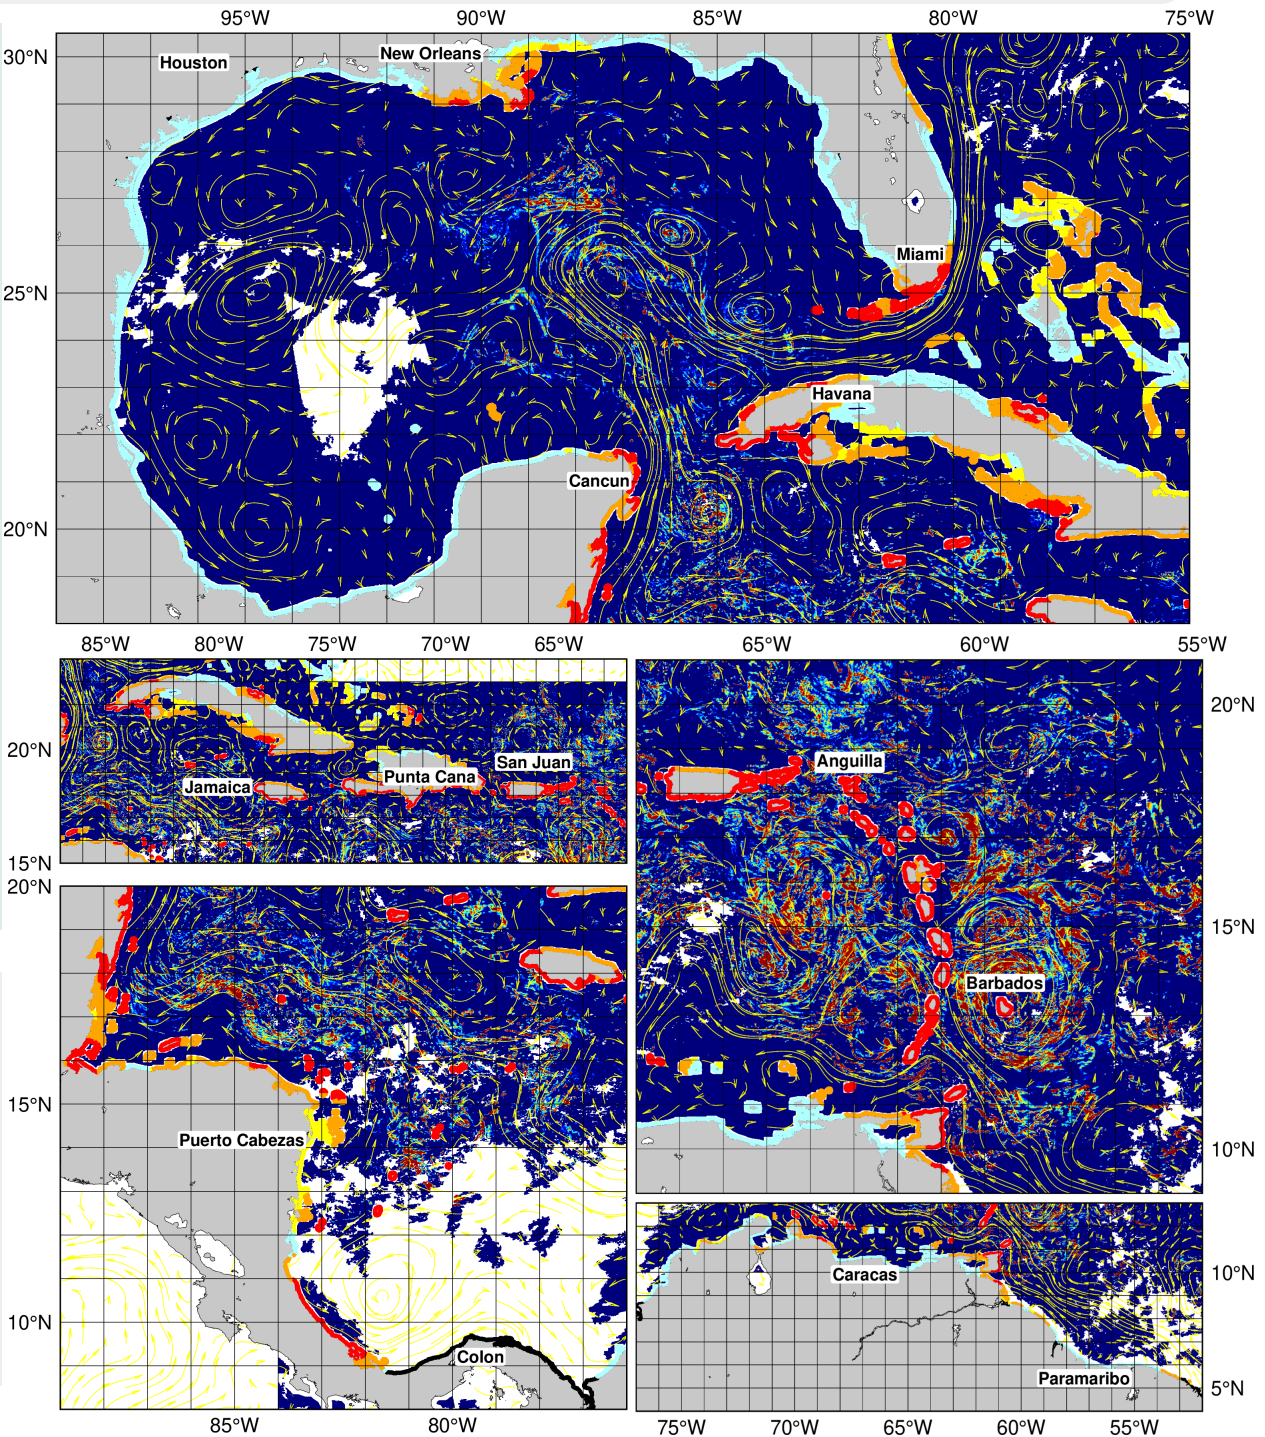 95°W 90°W 85°W 80°W 75°W
30°N
Houston
New Orleans
Miami
25°N
Havana
Cancun
20°N
85°W 80°W 75°W 70°W 65°W
65°W 60°W 55°W
20°N
Jamaica
Punta Cana
San Juan
15°N
20°N
Anguilla
15°N
Barbados
10°N
20°N
15°N
Puerto Cabezas
10°N
Colon
85°W 80°W
Caracas
10°N
Paramaribo
5°N
75°W 70°W 65°W 60°W 55°W